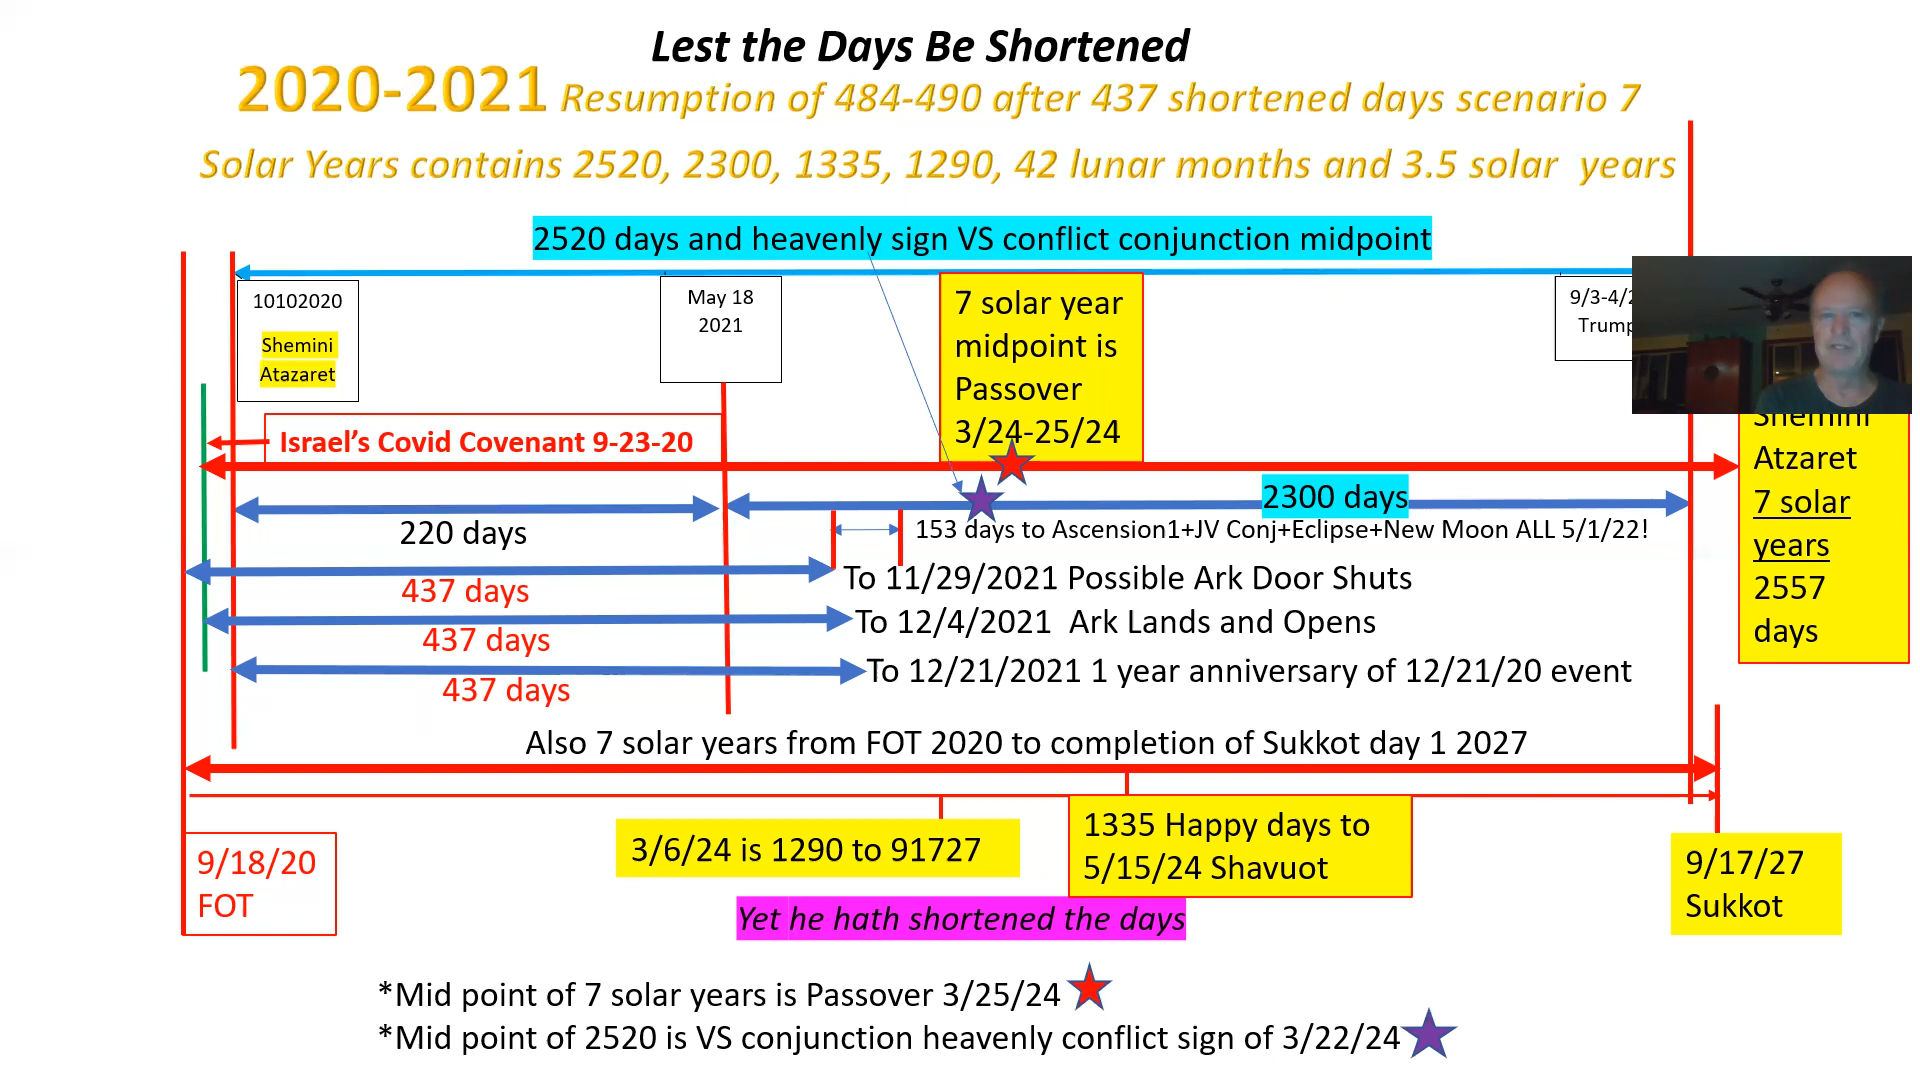 Lest the Days Be Shortened
2020-2021 Resumption of 484-490 after 437 shortened days scenario 7
Solar Years contains 2520, 2300, 1335, 1290, 42 lunar months and 3.5 solar years
2520 days and heavenly sign VS conflict conjunction midpoint
10102020
Shemini
Atazaret
May 18
2021
7 solar year
midpoint is
Passover
3/24-25/24
9/3-4/2
Trump
Israel's Covid Covenant 9-23-20
Shemini
Atzaret
7 solar
years
2557
days
2300 days
220 days
153 days to Ascension1+JV Conj+Eclipse+New Moon ALL 5/1/22!
437 days
To 11/29/2021 Possible Ark Door Shuts
437 days
To 12/4/2021 Ark Lands and Opens
437 days
To 12/21/2021 1 year anniversary of 12/21/20 event
Also 7 solar years from FOT 2020 to completion of Sukkot day 1 2027
9/18/20
FOT
3/6/24 is 1290 to 91727
1335 Happy days to
5/15/24 Shavuot
9/17/27
Sukkot
Yet he hath shortened the days
*Mid point of 7 solar years is Passover 3/25/24
*Mid point of 2520 is VS conjunction heavenly conflict sign of 3/22/24